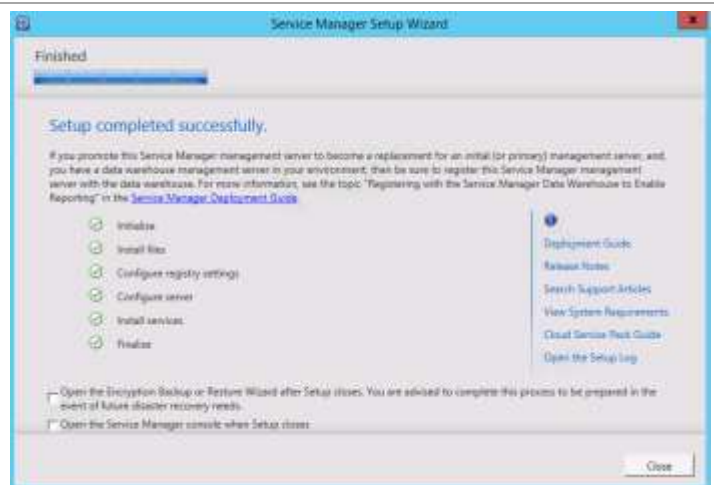 Service Manager Setup Wizard
Finished
Setup completed successfully.
If you promote this Service Manager management server to become a replacement for an initial (or primary) management server, and
you have a data warehouse management server in your environment, then be sure to register this Service Manager management
server with the data warehouse. For more information, see the topic "Registering with the Service Manager Data Warehouse to Enable
Reporting" in the Service Manager Deployment Guide.
Initialize
Install files
Configure registry settings
Configure server
Install services
Finalize
Deployment Guide
Release Notes
Search Support Articles
View System Requirements
Cloud Service Pack Guide
Open the Setup Log
Open the Encryption Backup or Restore Wizard after Setup closes. You are advised to complete this process to be prepared in the
event of future disaster recovery needs.
Open the Service Manager console when Setup closes
Close